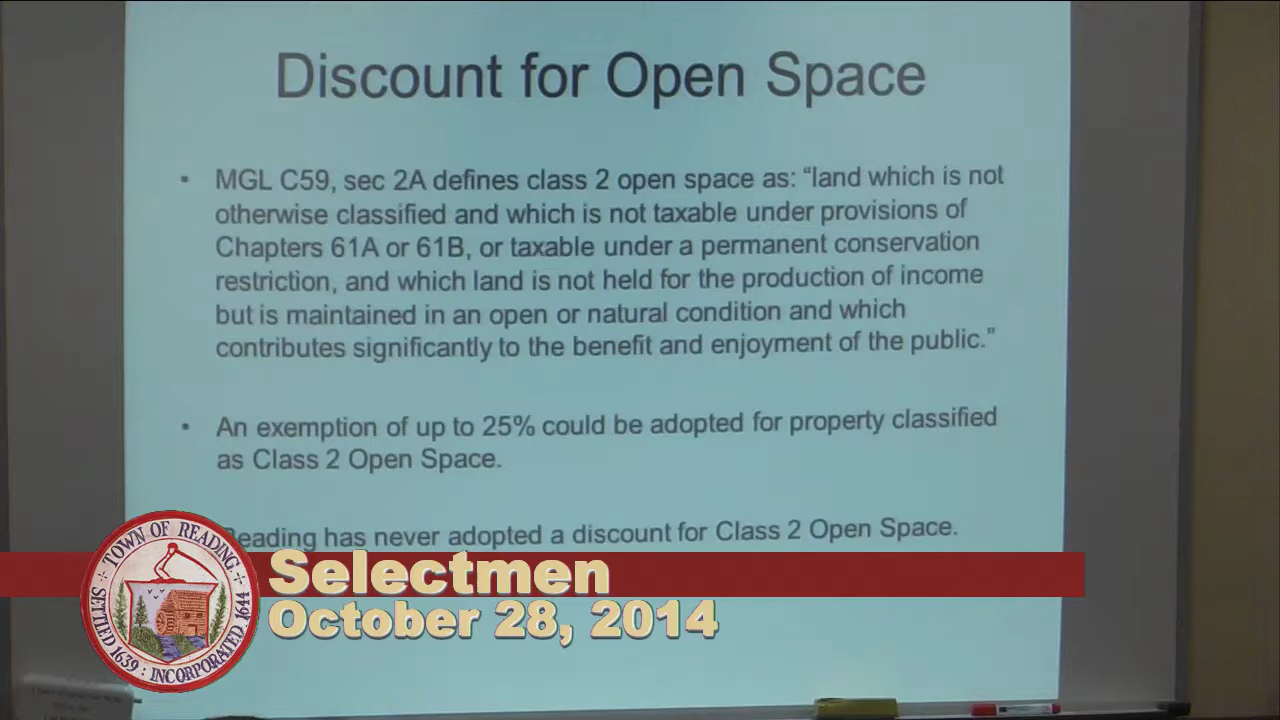 Discount for Open Space
• MGL C59, sec 2A defines class 2 open space as: “land which is not
otherwise classified and which is not taxable under provisions of
Chapters 61A or 61B, or taxable under a permanent conservation
restriction, and which land is not held for the production of income
but is maintained in an open or natural condition and which
contributes significantly to the benefit and enjoyment of the public.”
• An exemption of up to 25% could be adopted for property classified
as Class 2 Open Space.
Reading has never adopted a discount for Class 2 Open Space.
TOWN OF READING
SETTLED 1639 : INCORPORATED 1644
Selectmen
October 28, 2014